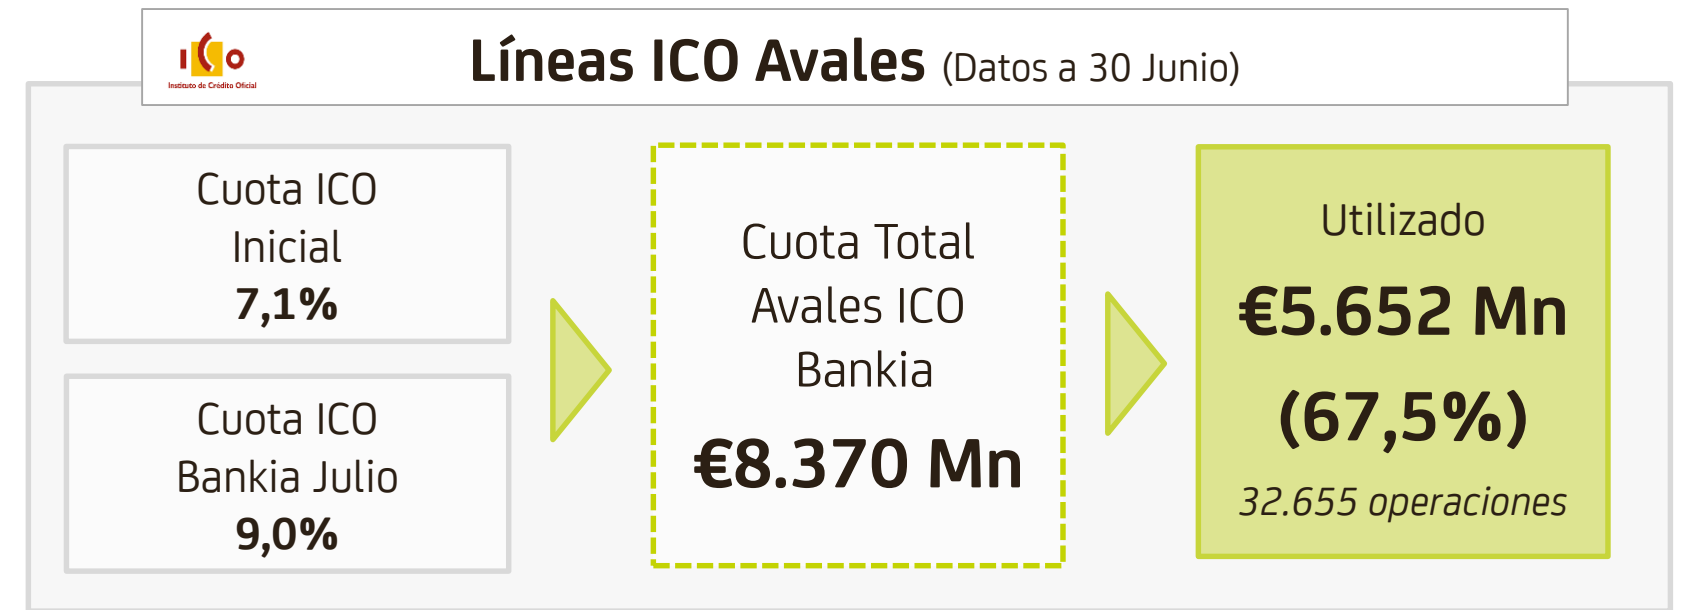 ICO
Instituto de Crédito Oficial
Líneas ICO Avales (Datos a 30 Junio)
Cuota ICO
Inicial
7,1%
Cuota ICO
Bankia Julio
9,0%
Cuota Total
Avales ICO
Bankia
€8.370 Mn
Utilizado
€5.652 Mn
(67,5%)
32.655 operaciones